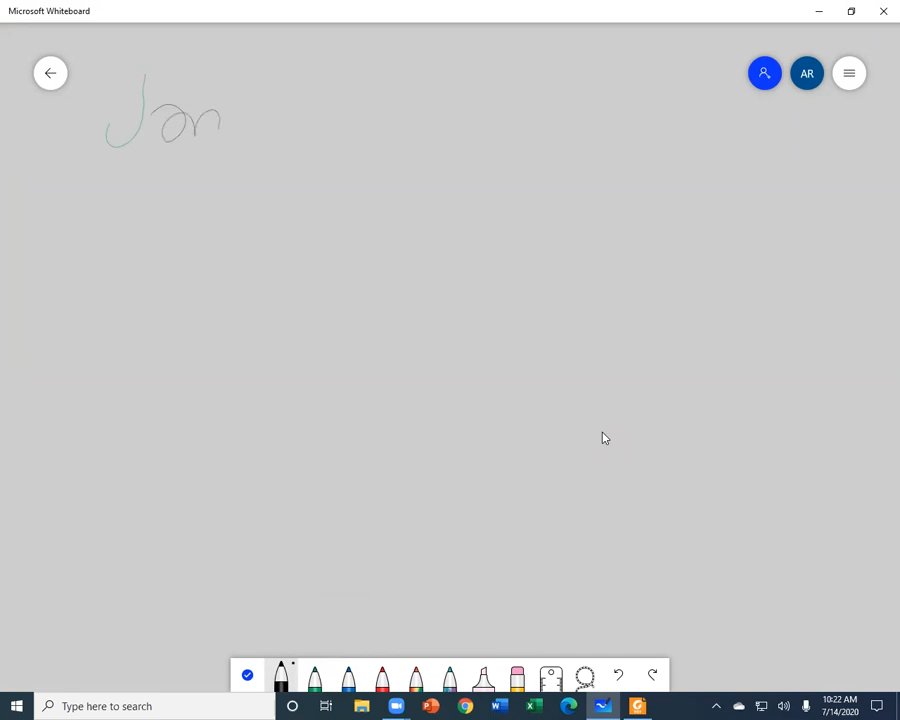 Microsoft Whiteboard
AR
Jan
Type here to search
10:22 AM
7/14/2020